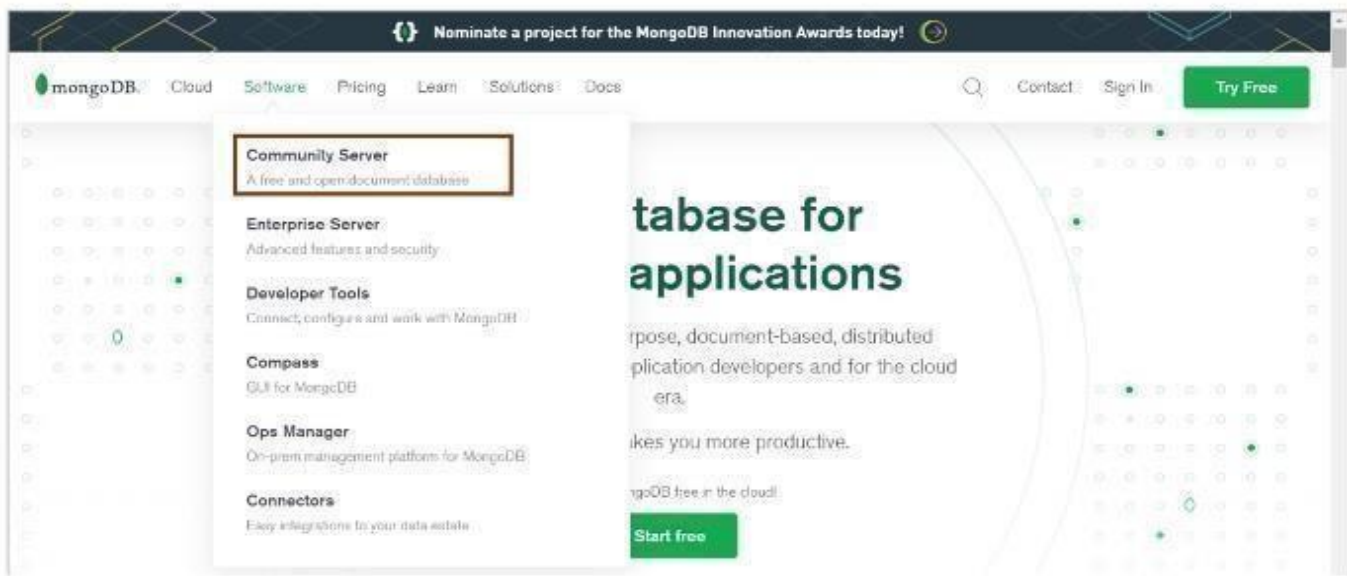 Nominate a project for the MongoDB Innovation Awards today!
mongoDB. Cloud Software Pricing Learn Solutions Docs Contact Sign In Try Free
Community Server
A free and open document database
Enterprise Server
Advanced features and security
Developer Tools
Connect, configure and work with MongoDB
Compass
GUI for MongoDB
Ops Manager
On-prem management platform for MongoDB
Connectors
Easy integrations to your data estate
tabase for
applications
rpose, document-based, distributed
plication developers and for the cloud
era.
kes you more productive.
ngoDB free in the cloud!
Start free